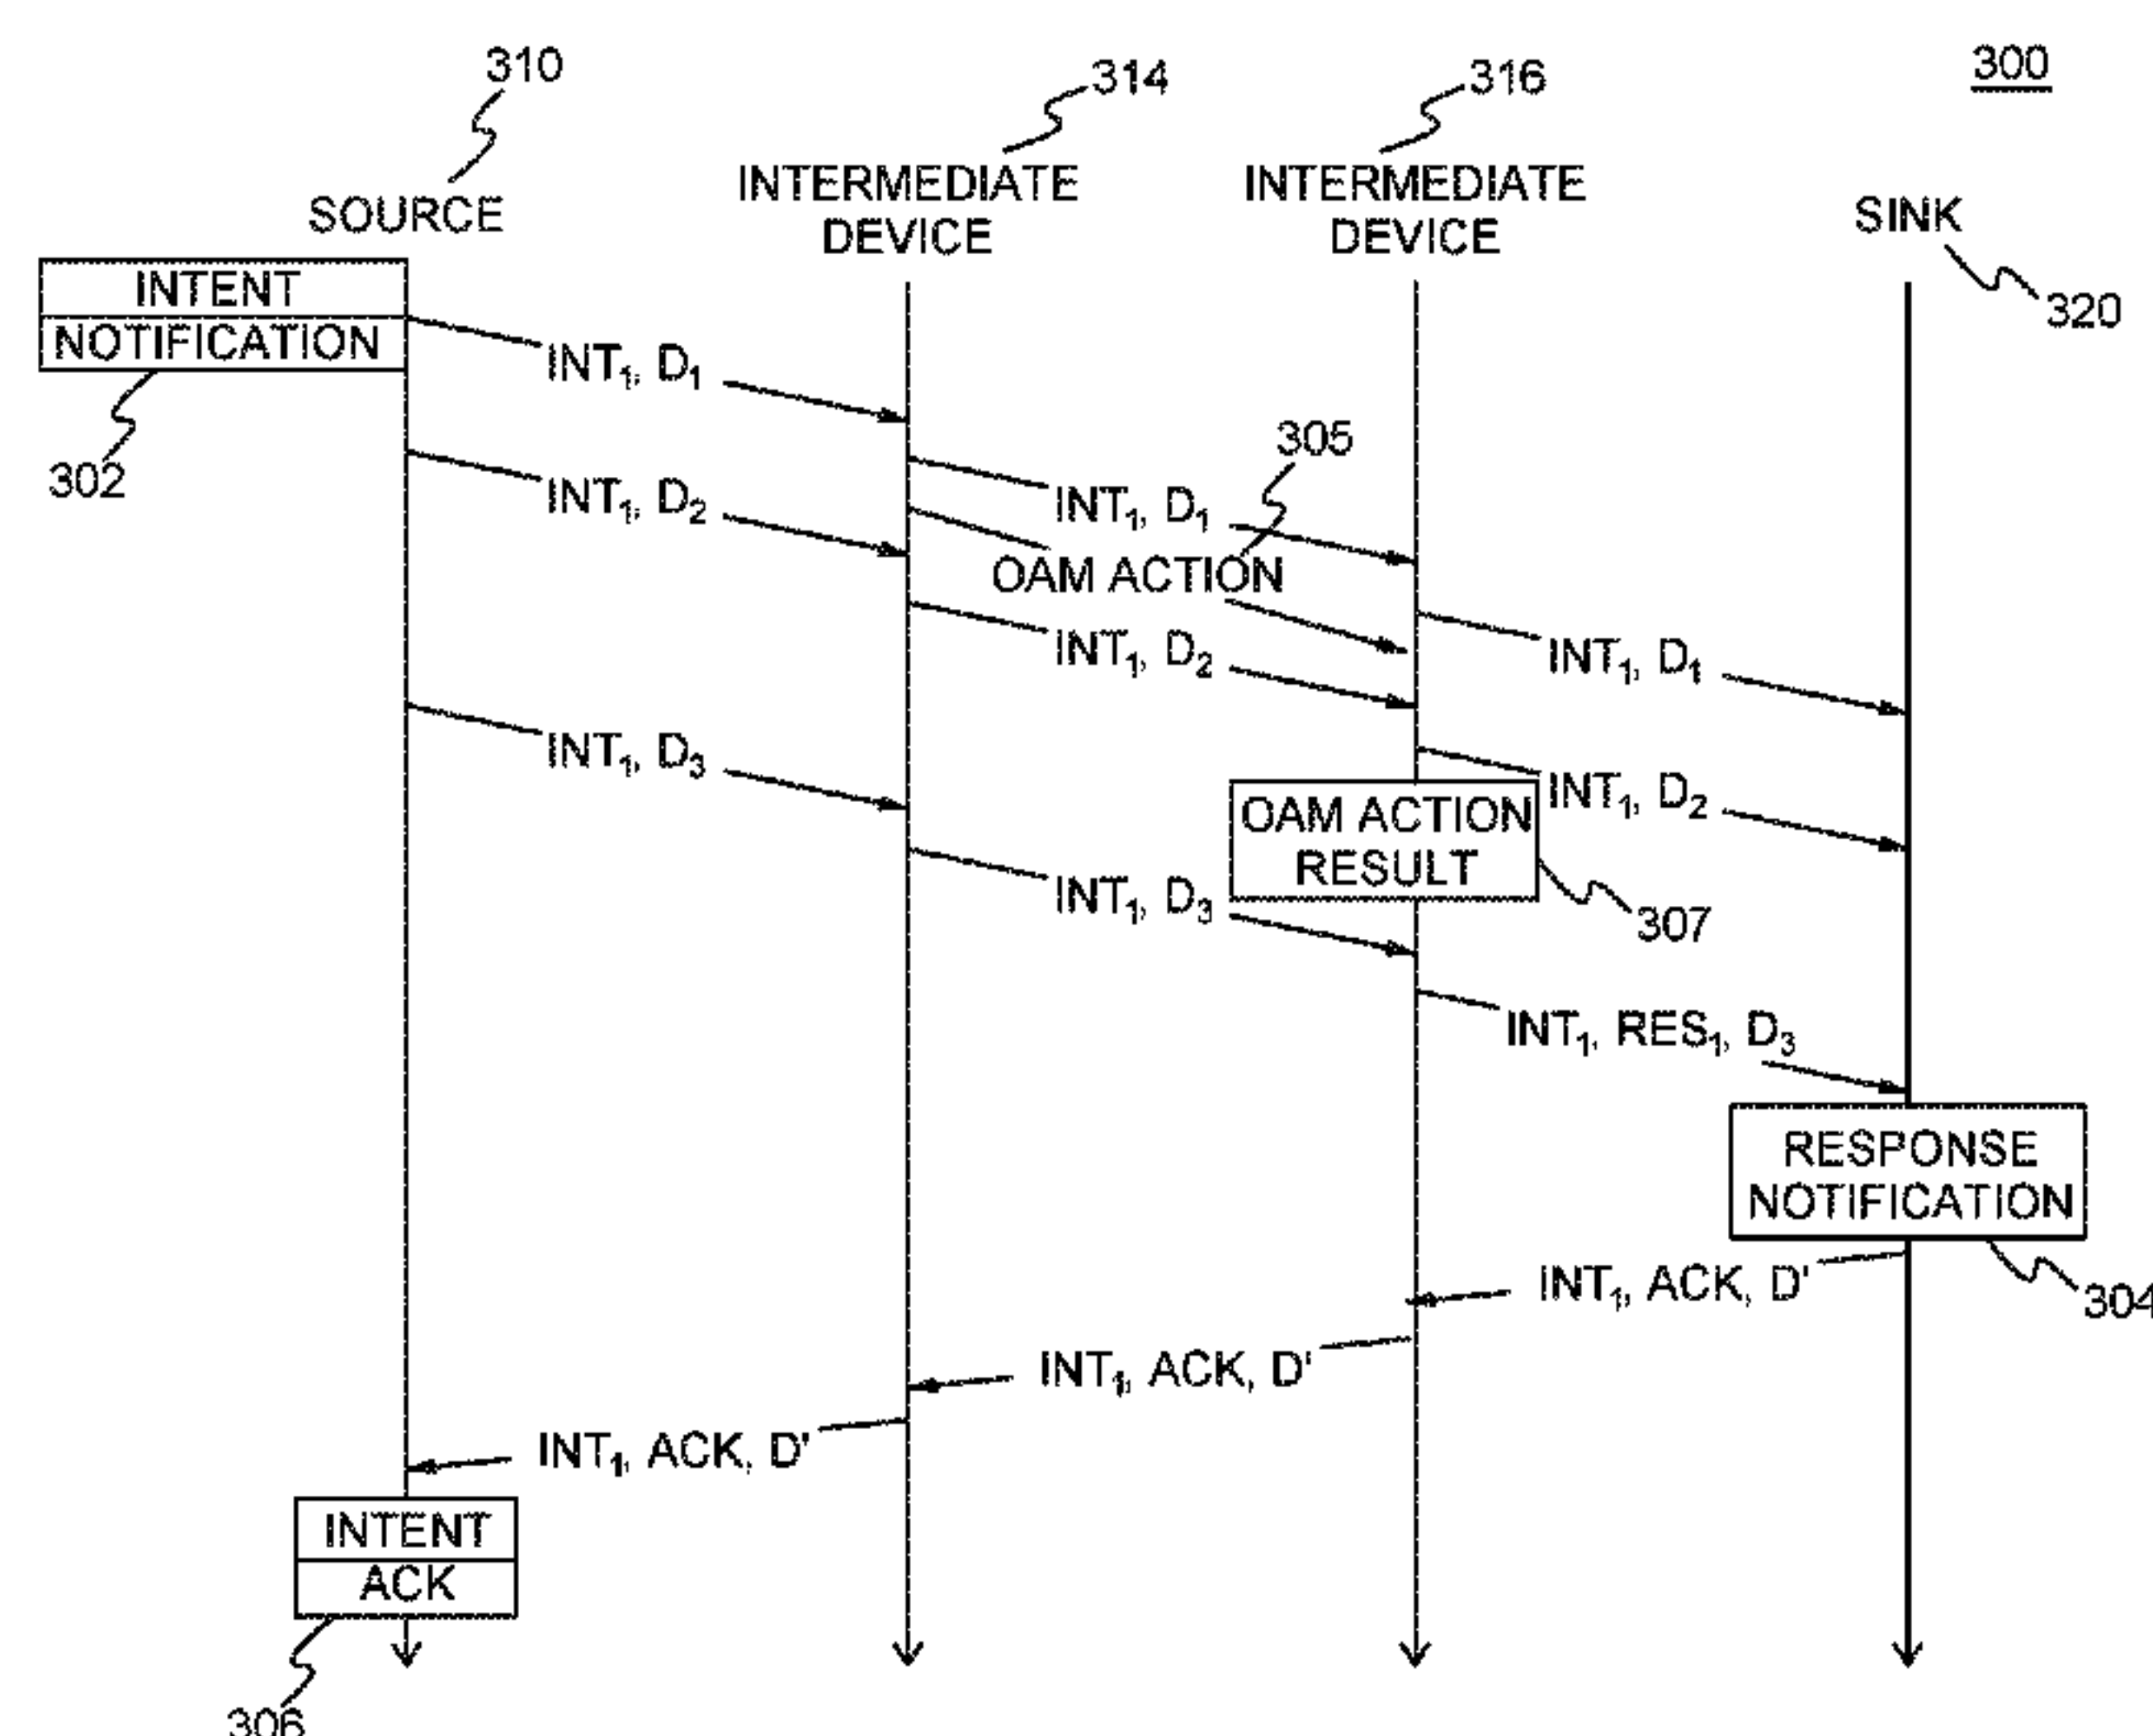 310
314
316
300
SOURCE
INTERMEDIATE
DEVICE
INTERMEDIATE
DEVICE
SINK
320
INTENT
NOTIFICATION
302
INT₁, D₁
305
INT₁, D₂
INT₁, D₁
OAM ACTION
INT₁, D₂
INT₁, D₁
INT₁, D₃
INT₁, D₂
OAM ACTION
RESULT
307
INT₁, D₃
INT₁, RES₁, D₃
RESPONSE
NOTIFICATION
304
INT₁, ACK, D'
INT₁, ACK, D'
INT₁, ACK, D'
INTENT
ACK
306